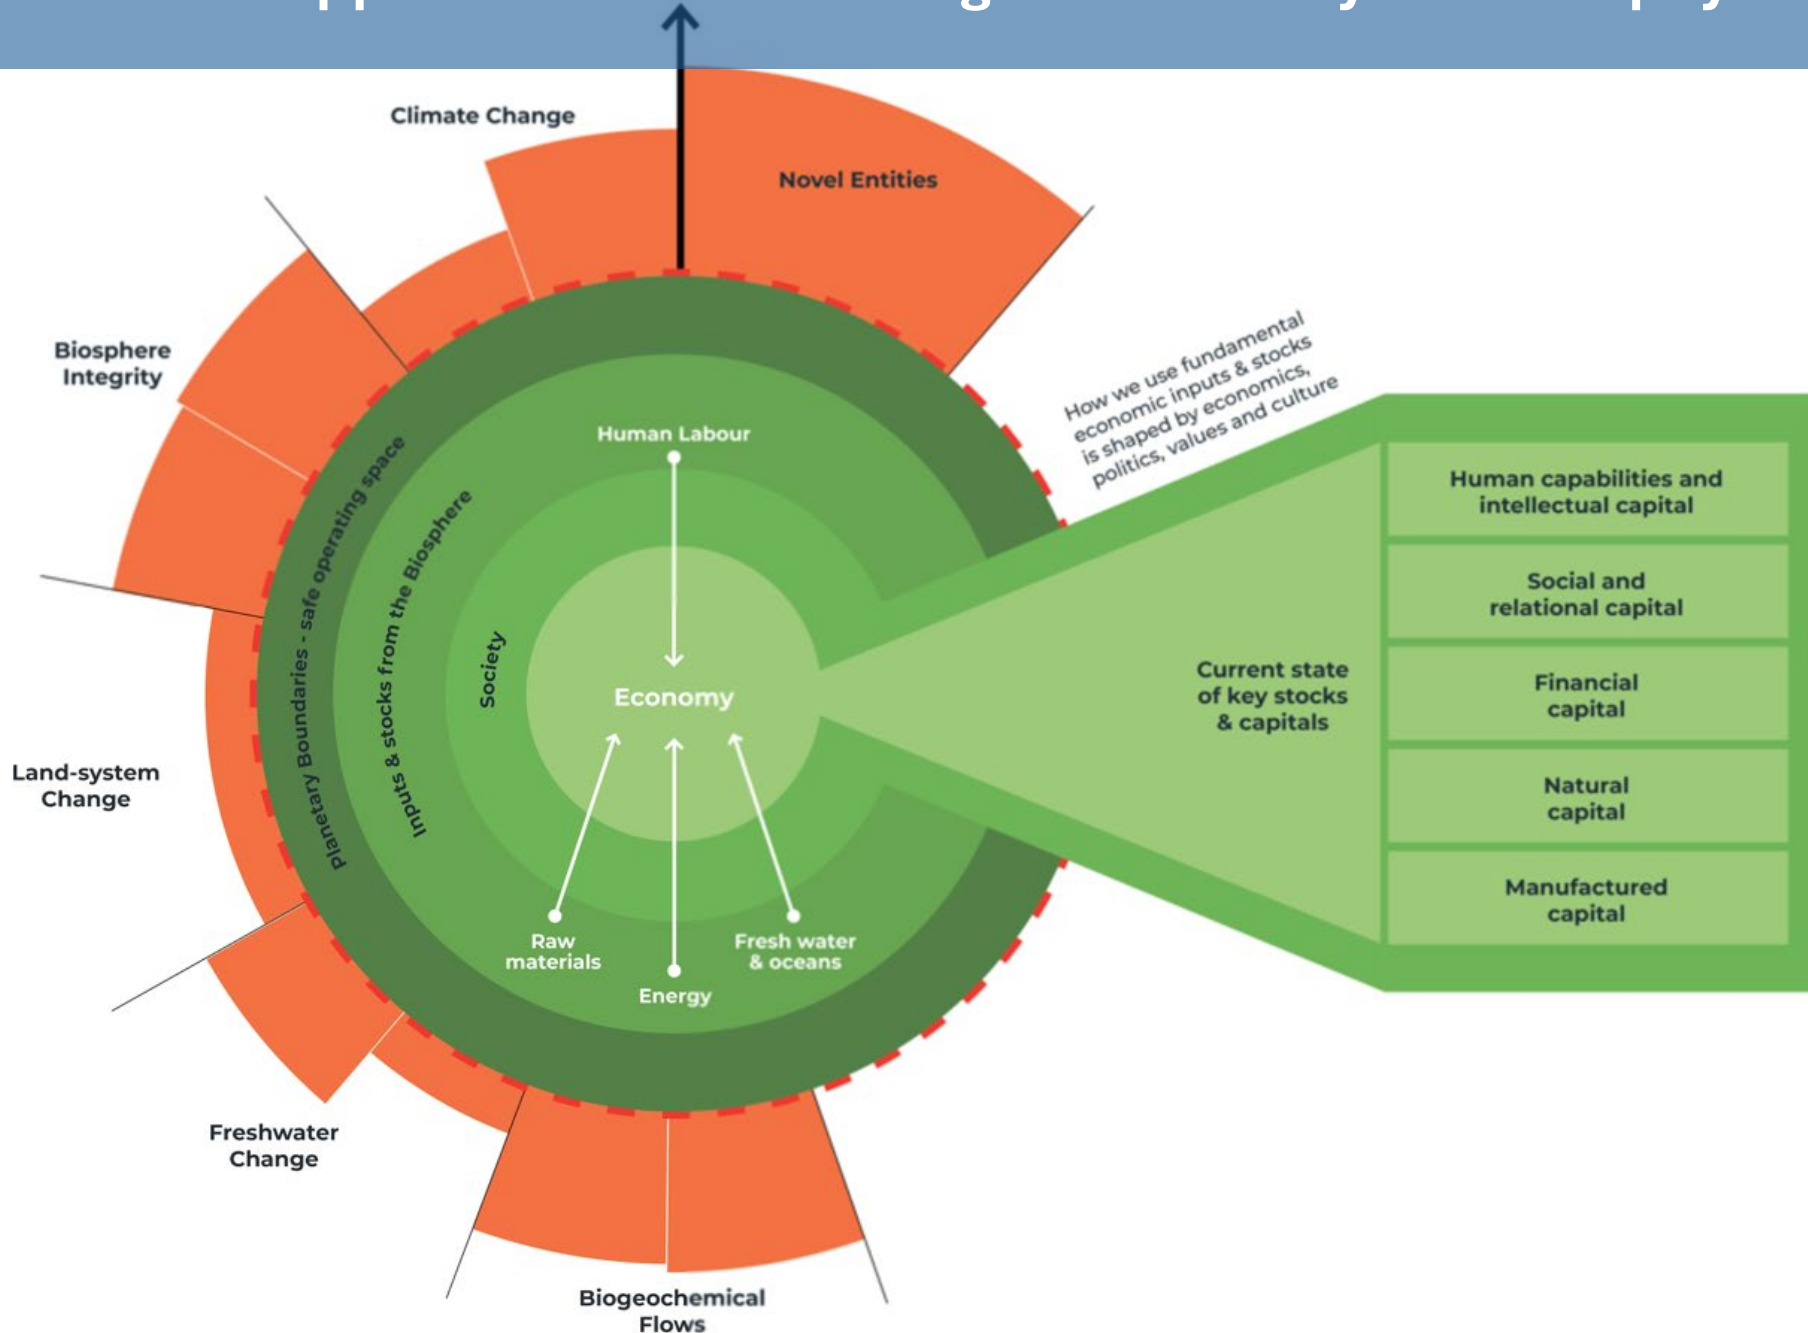 Climate Change
Novel Entities
Biosphere
Integrity
How we use fundamental
economic inputs & stocks
is shaped by economics,
politics, values and culture
Planetary Boundaries - safe operating space
Inputs & stocks from the Biosphere
Society
Human Labour
Economy
Raw
materials
Energy
Fresh water
& oceans
Current state
of key stocks
& capitals
Human capabilities and
intellectual capital
Social and
relational capital
Financial
capital
Natural
capital
Manufactured
capital
Land-system
Change
Freshwater
Change
Biogeochemical
Flows